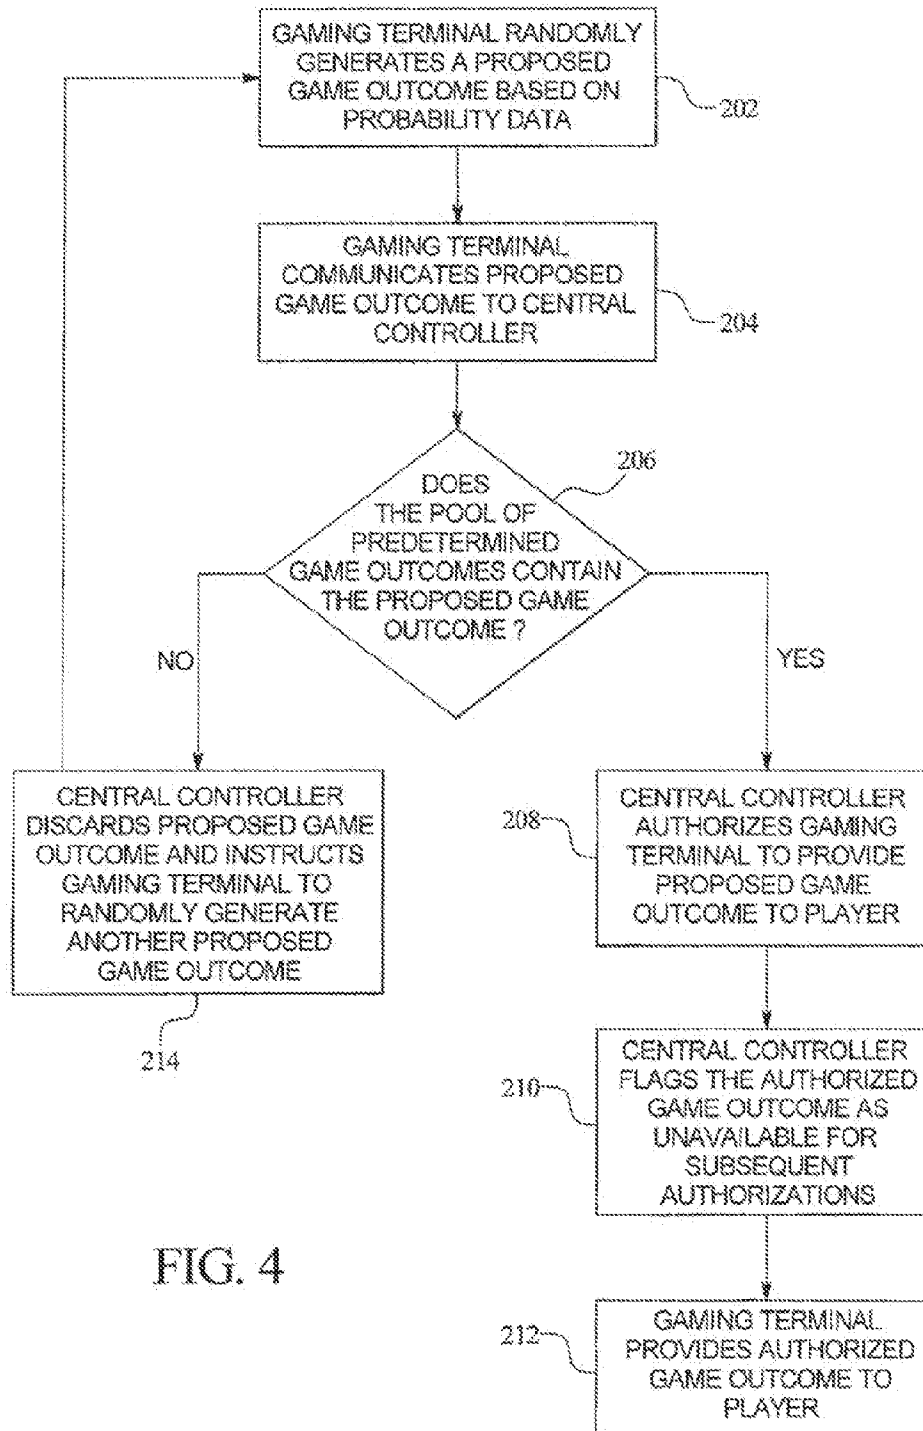 GAMING TERMINAL RANDOMLY
GENERATES A PROPOSED
GAME OUTCOME BASED ON
PROBABILITY DATA
202
GAMING TERMINAL
COMMUNICATES PROPOSED
GAME OUTCOME TO CENTRAL
CONTROLLER
204
206
DOES
THE POOL OF
PREDETERMINED
GAME OUTCOMES CONTAIN
THE PROPOSED GAME
OUTCOME ?
NO
YES
CENTRAL CONTROLLER
DISCARDS PROPOSED GAME
OUTCOME AND INSTRUCTS
GAMING TERMINAL TO
RANDOMLY GENERATE
ANOTHER PROPOSED
GAME OUTCOME
214
208
CENTRAL CONTROLLER
AUTHORIZES GAMING
TERMINAL TO PROVIDE
PROPOSED GAME
OUTCOME TO PLAYER
210
CENTRAL CONTROLLER
FLAGS THE AUTHORIZED
GAME OUTCOME AS
UNAVAILABLE FOR
SUBSEQUENT
AUTHORIZATIONS
FIG. 4
212
GAMING TERMINAL
PROVIDES AUTHORIZED
GAME OUTCOME TO
PLAYER